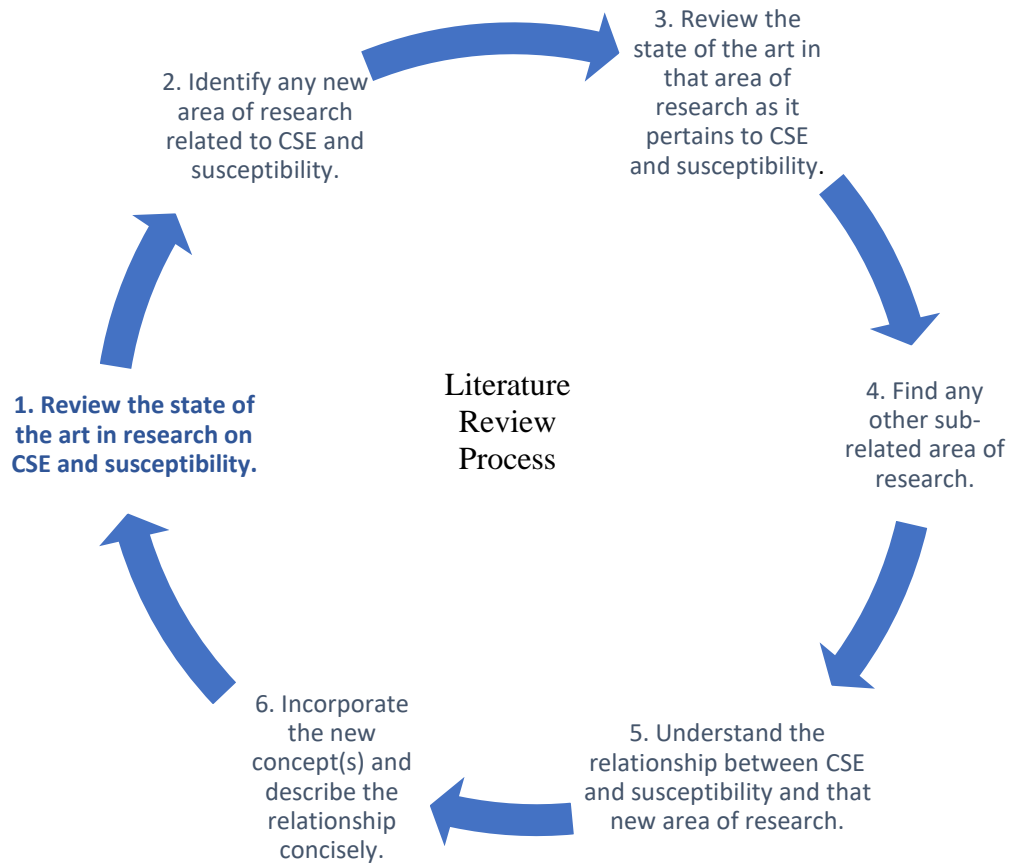 1. Review the state of
the art in research on
CSE and susceptibility.
2. Identify any new
area of research
related to CSE and
susceptibility.
3. Review the
state of the art in
that area of
research as it
pertains to CSE
and susceptibility.
4. Find any
other sub-
related area of
research.
5. Understand the
relationship between CSE
and susceptibility and that
new area of research.
6. Incorporate
the new
concept(s) and
describe the
relationship
concisely.
Literature
Review
Process